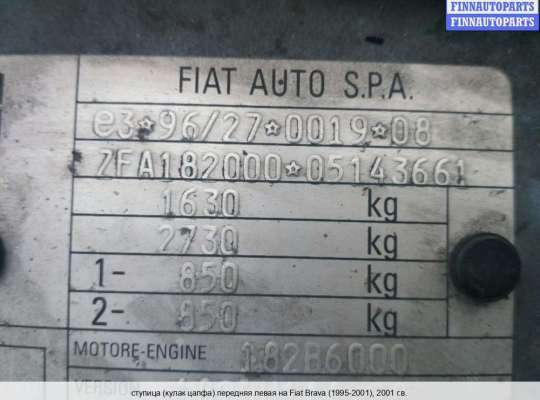 FINNAUTOPARTS
FINNAUTOPARTS
FIAT AUTO S.P.A.
e3*96/27*0019*08
ZFA182000*05143661
1630 kg
2730 kg
1- 850 kg
2- 850 kg
MOTORE-ENGINE 182B6000
VERSION
ступица (кулак цапфа) передняя левая на Fiat Brava (1995-2001), 2001 г.в.